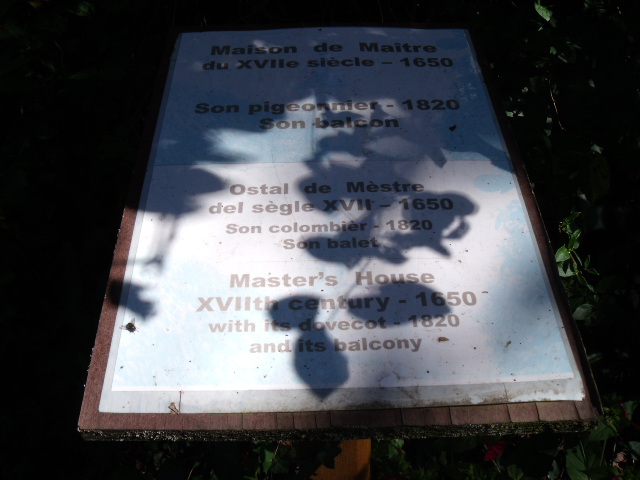 Maison de Maître
du XVIIe siècle – 1650
Son pigeonnier - 1820
Son balcon
Ostal de Mèstre
del sègle XVII – 1650
Son colombièr - 1820
Son balet
Master's House
XVIIth century - 1650
with its dovecot - 1820
and its balcony